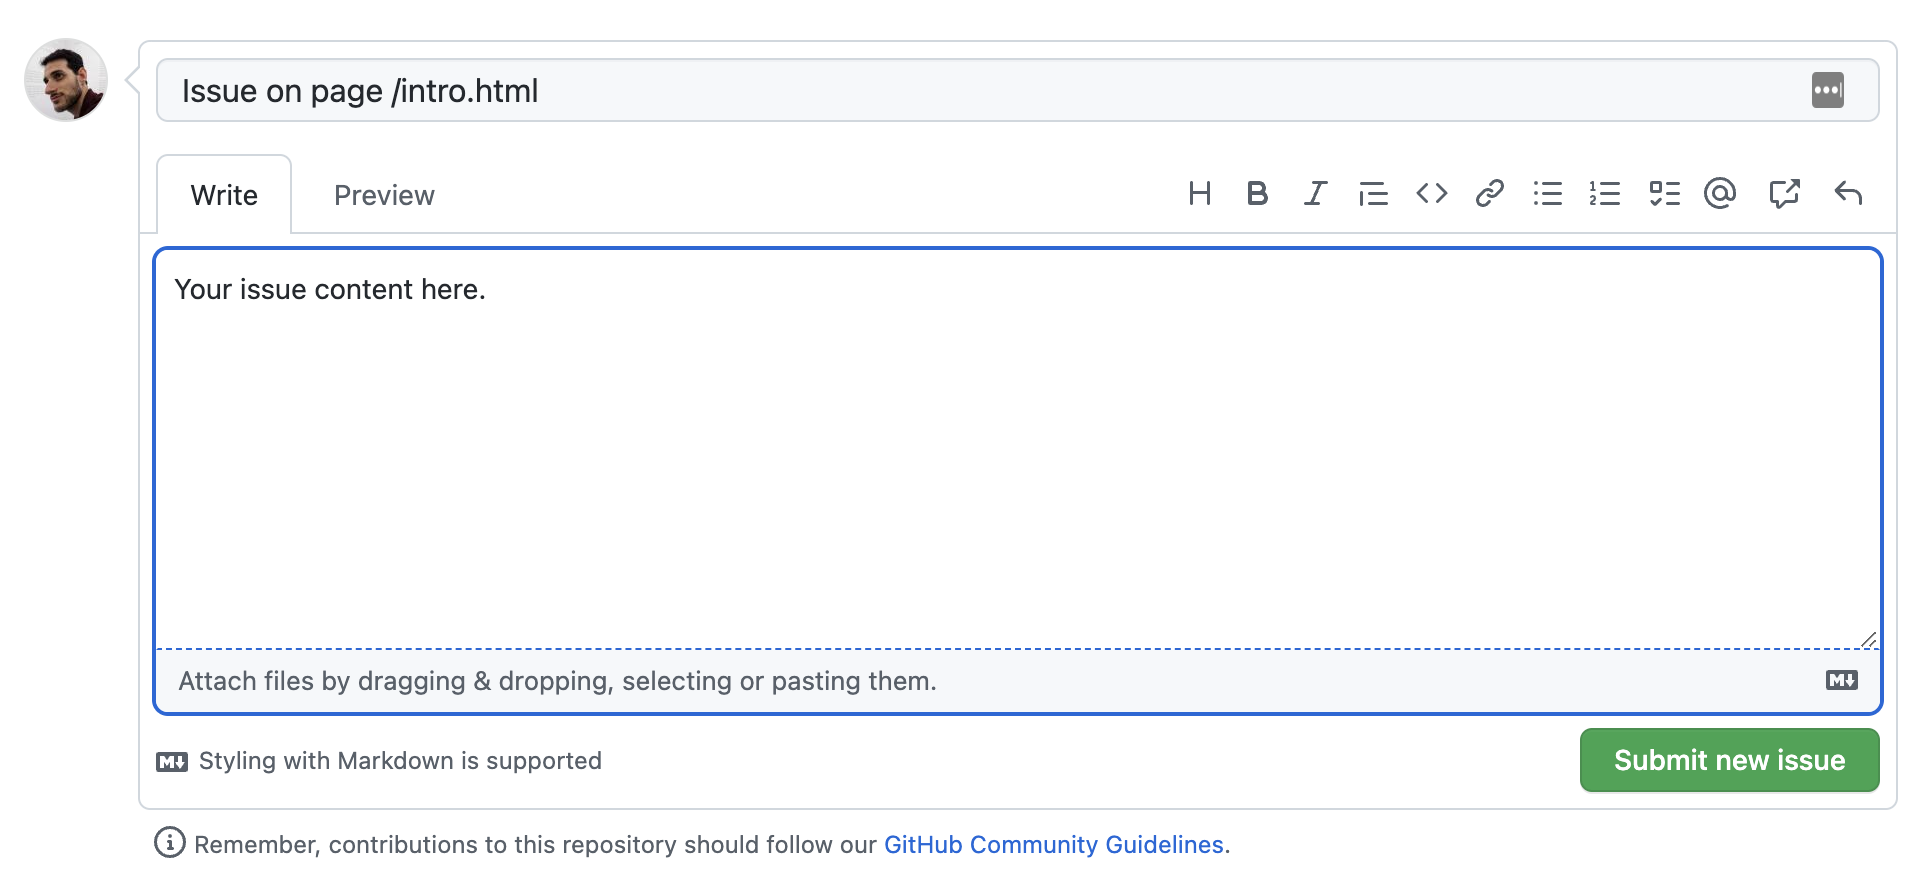 Issue on page /intro.html
Write Preview H B I
Your issue content here.
Attach files by dragging & dropping, selecting or pasting them.
M↓
M↓ Styling with Markdown is supported
Submit new issue
Remember, contributions to this repository should follow our GitHub Community Guidelines.